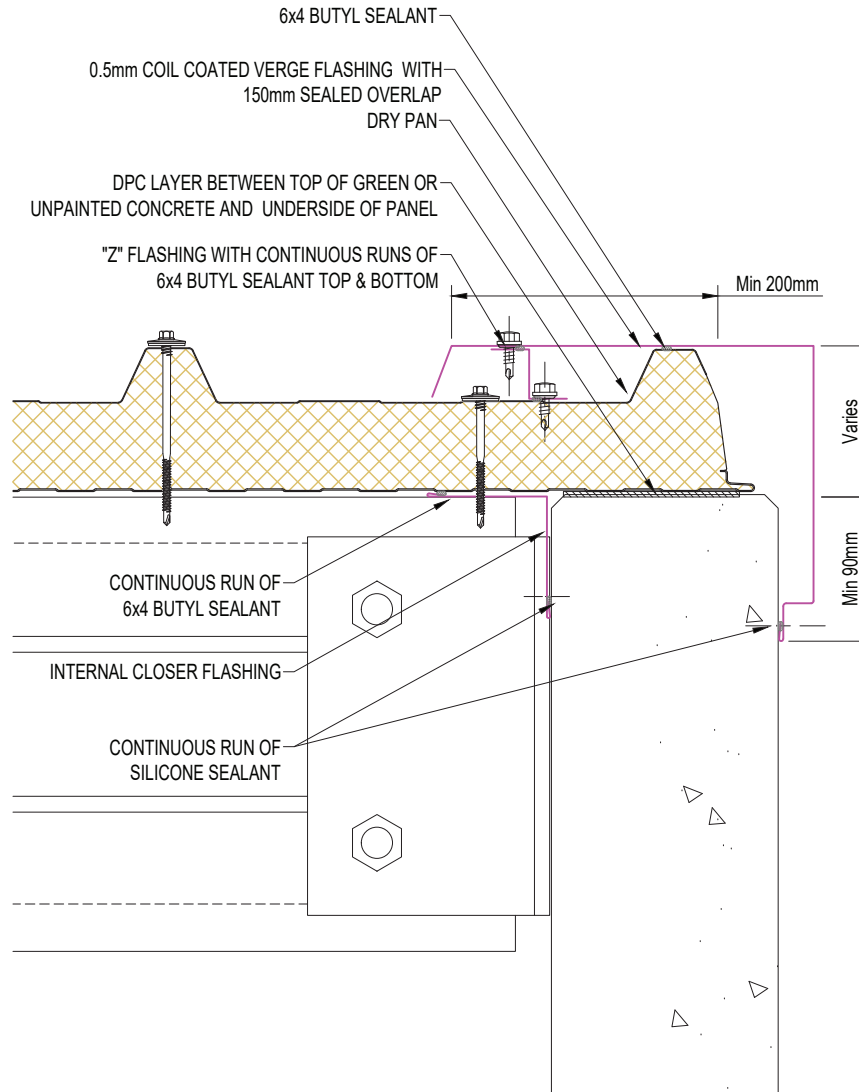 6x4 BUTYL SEALANT
0.5mm COIL COATED VERGE FLASHING WITH
150mm SEALED OVERLAP
DRY PAN
DPC LAYER BETWEEN TOP OF GREEN OR
UNPAINTED CONCRETE AND UNDERSIDE OF PANEL
"Z" FLASHING WITH CONTINUOUS RUNS OF
6x4 BUTYL SEALANT TOP & BOTTOM
Min 200mm
Varies
Min 90mm
CONTINUOUS RUN OF
6x4 BUTYL SEALANT
INTERNAL CLOSER FLASHING
CONTINUOUS RUN OF
SILICONE SEALANT